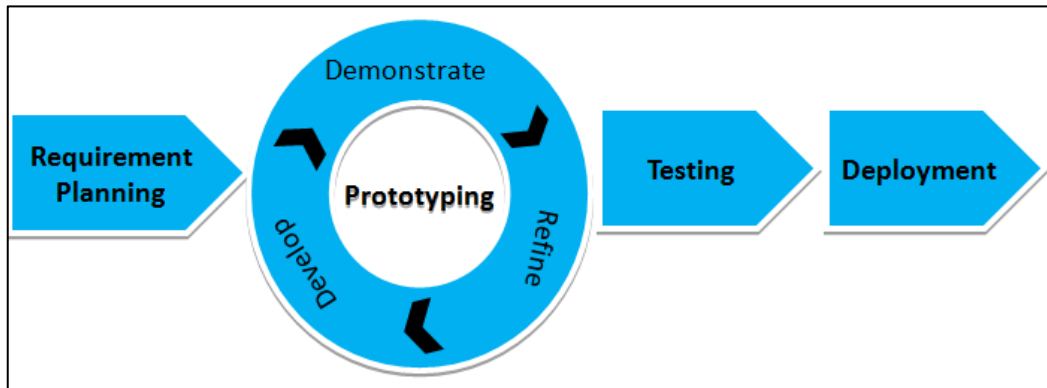 Requirement
Planning
Demonstrate
Refine
Develop
Prototyping
Testing
Deployment